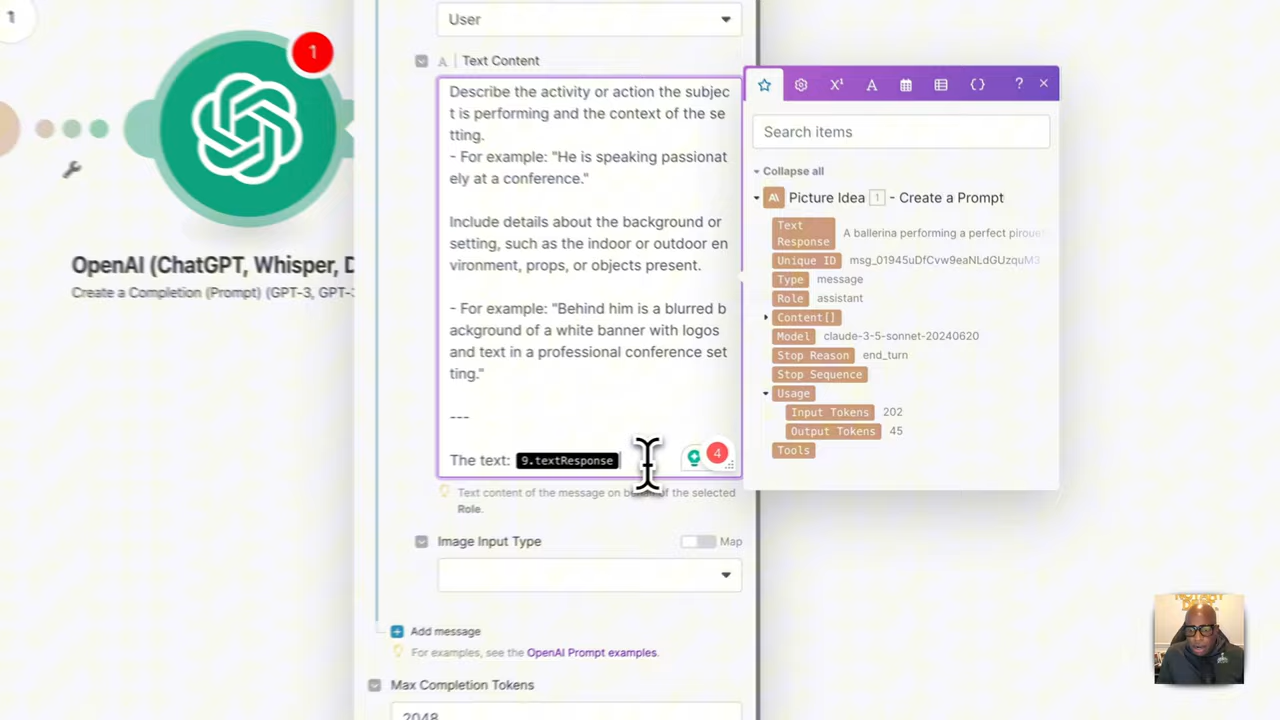 1
1
OpenAI (ChatGPT, Whisper, D
Create a Completion (Prompt) (GPT-3, GPT-
User
A | Text Content
Describe the activity or action the subjec
t is performing and the context of the se
tting.
- For example: "He is speaking passionat
ely at a conference."
Include details about the background or
setting, such as the indoor or outdoor en
vironment, props, or objects present.
- For example: "Behind him is a blurred b
ackground of a white banner with logos
and text in a professional conference set
ting."
---
The text: 9.textResponse
4
Text content of the message on behalf of the selected
Role.
Image Input Type
Map
Add message
For examples, see the OpenAI Prompt examples.
Max Completion Tokens
2048
X¹ A { } ? ×
Search items
Collapse all
Picture Idea 1 - Create a Prompt
Text Response A ballerina performing a perfect piroue
Unique ID msg_01945uDfCvw9eaNLdGUzquM3
Type message
Role assistant
Content[]
Model claude-3-5-sonnet-20240620
Stop Reason end_turn
Stop Sequence
Usage
Input Tokens 202
Output Tokens 45
Tools